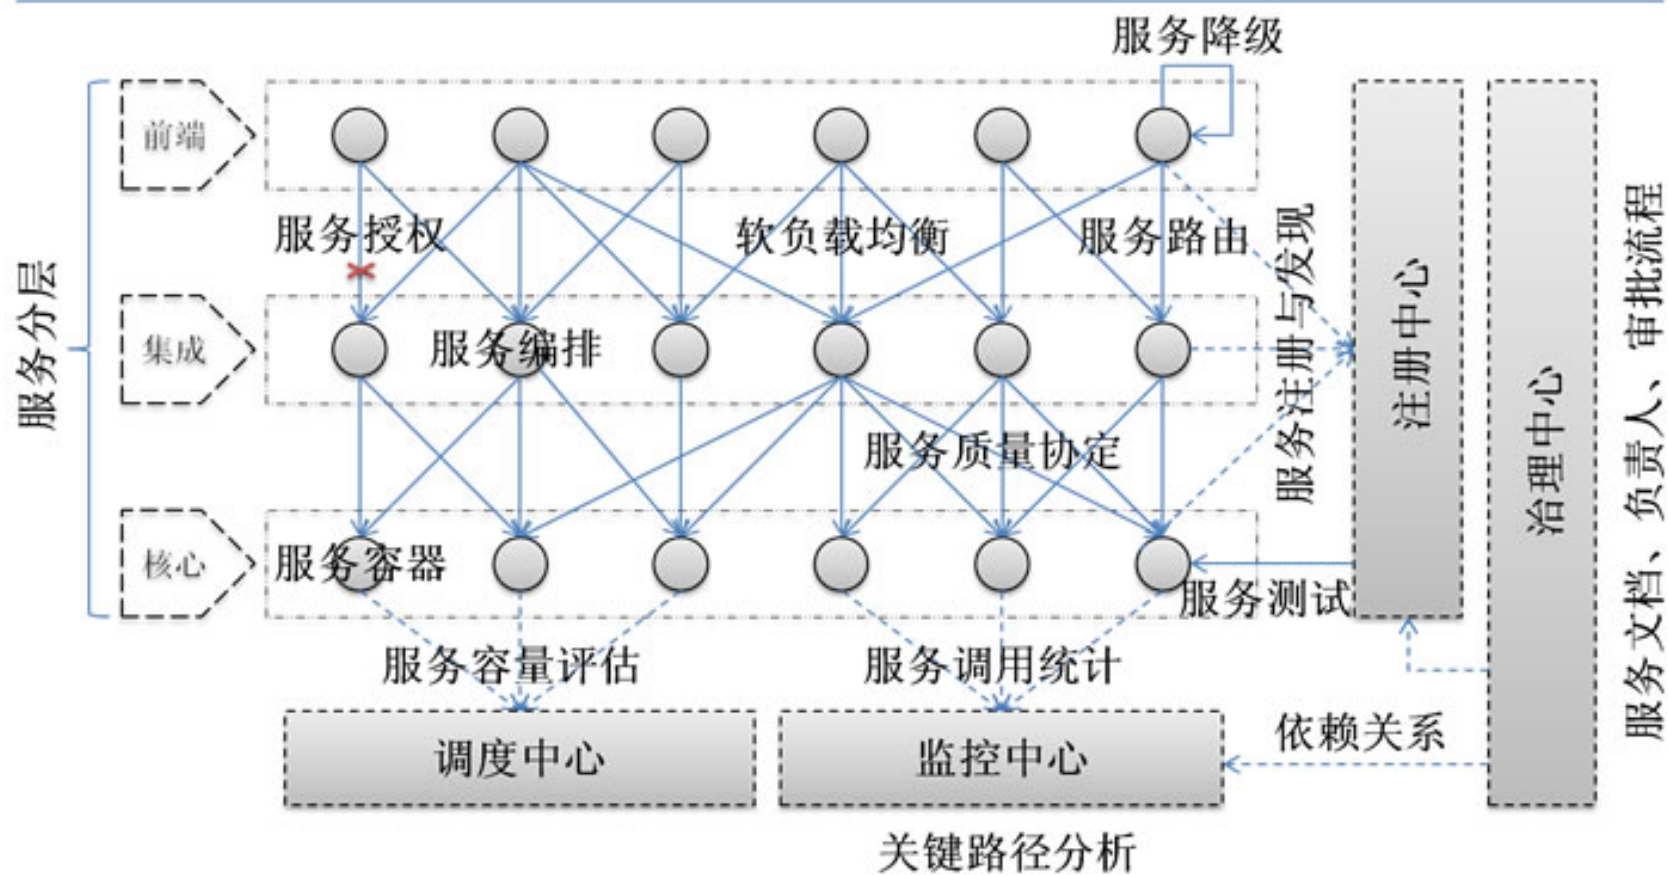 服务降级
前端
服务授权
软负载均衡
服务路由
服务分层
集成
服务编排
服务注册与发现
注册中心
治理中心
服务文档、负责人、审批流程
服务质量协定
核心
服务容器
服务测试
服务容量评估
服务调用统计
调度中心
监控中心
依赖关系
关键路径分析